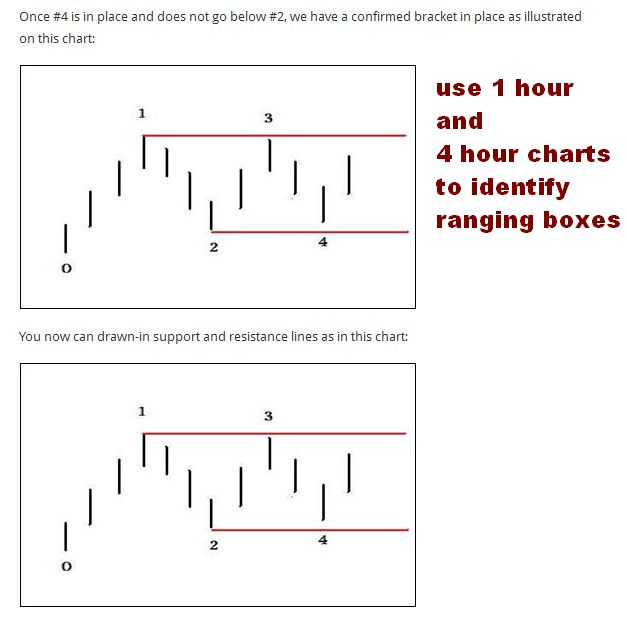 Once #4 is in place and does not go below #2, we have a confirmed bracket in place as illustrated
on this chart:
1
3
2
4
0
use 1 hour
and
4 hour charts
to identify
ranging boxes
You now can drawn-in support and resistance lines as in this chart:
1
3
2
4
0